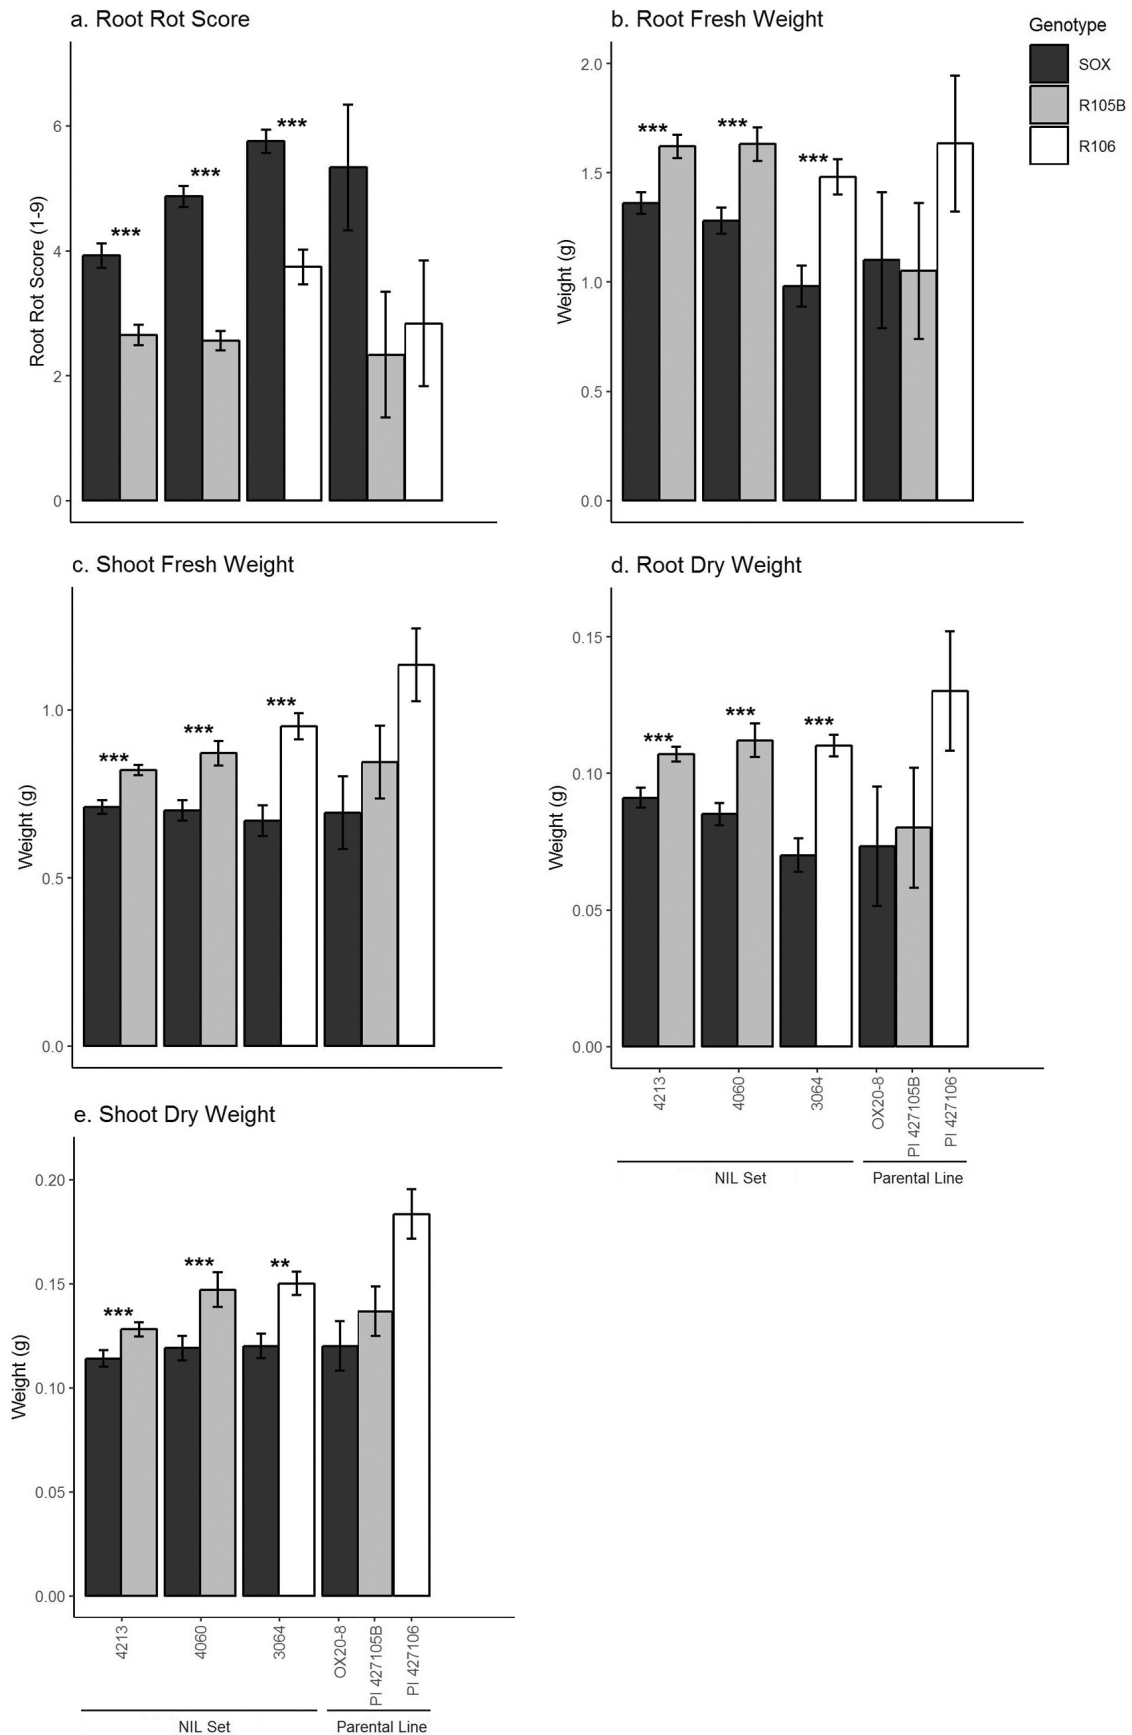 a. Root Rot Score
Root Rot Score (1-9)
6
4
2
0
***
***
***
b. Root Fresh Weight
Weight (g)
2.0
1.5
1.0
0.5
0.0
***
***
***
Genotype
SOX
R105B
R106
c. Shoot Fresh Weight
Weight (g)
1.0
0.5
0.0
***
***
***
d. Root Dry Weight
Weight (g)
0.15
0.10
0.05
0.00
***
***
***
4213
4060
3064
OX20-8
PI 427105B
PI 427106
NIL Set
Parental Line
e. Shoot Dry Weight
Weight (g)
0.20
0.15
0.10
0.05
0.00
***
***
**
4213
4060
3064
OX20-8
PI 427105B
PI 427106
NIL Set
Parental Line